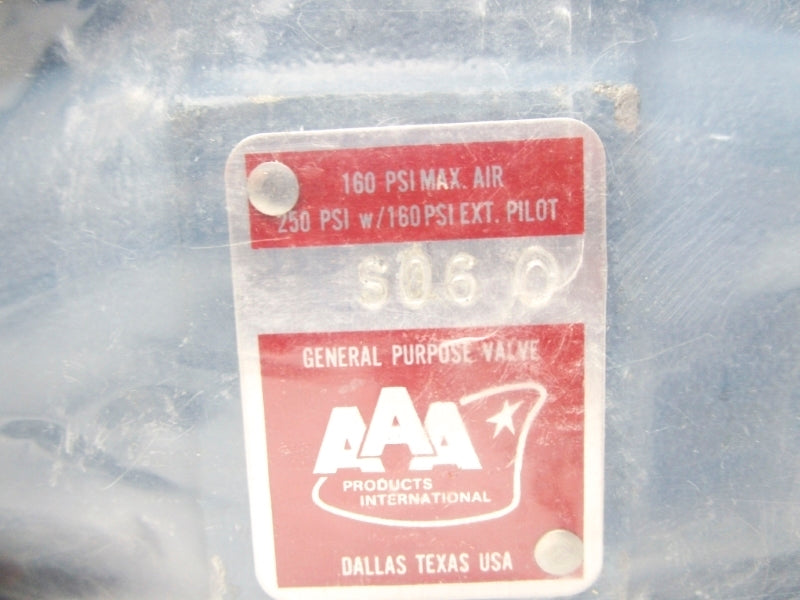 160 PSI MAX. AIR
250 PSI w/160 PSI EXT. PILOT
S06 O
GENERAL PURPOSE VALVE
AAA
PRODUCTS
INTERNATIONAL
DALLAS TEXAS USA